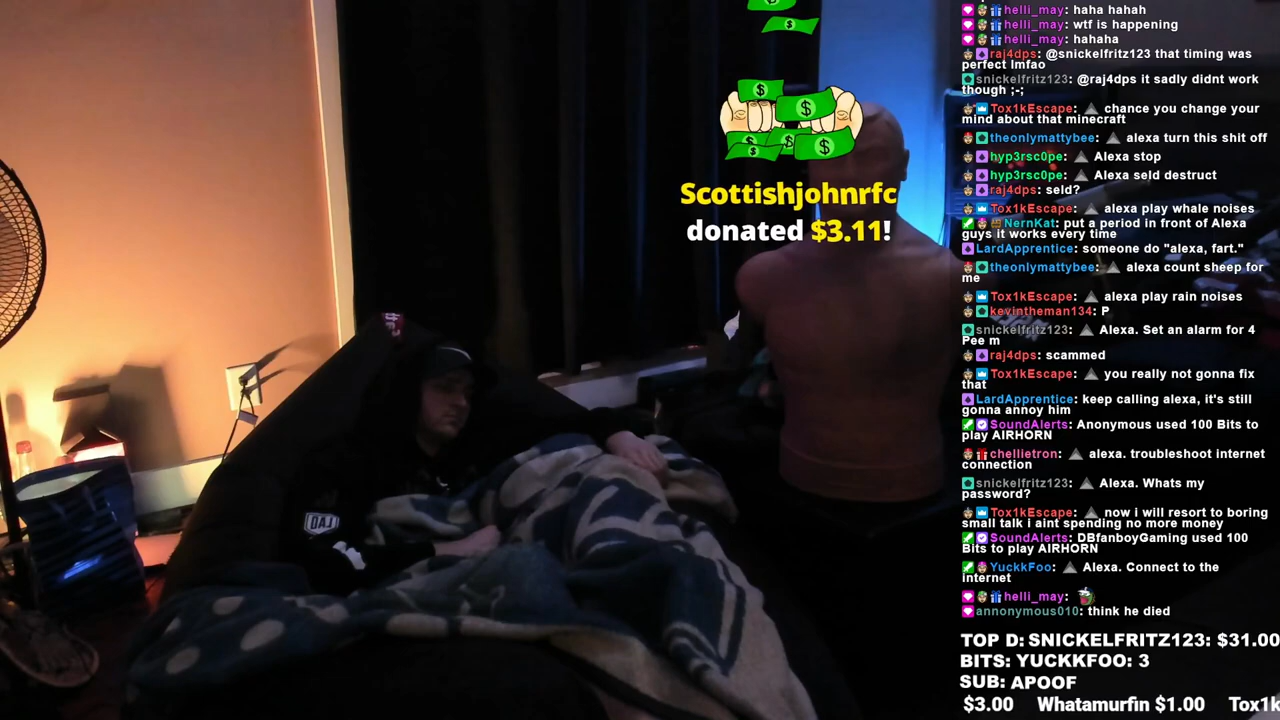 helli_may: haha hahah
helli_may: wtf is happening
helli_may: hahaha
raj4dps: @snickelfritz123 that timing was
perfect lmfao
snickelfritz123: @raj4dps it sadly didnt work
though ;-;
Tox1kEscape: chance you change your
mind about that minecraft
theonlymattybee: alexa turn this shit off
hyp3rsc0pe: Alexa stop
hyp3rsc0pe: Alexa seld destruct
raj4dps: seld?
Tox1kEscape: alexa play whale noises
NernKat: put a period in front of Alexa
guys it works every time
LardApprentice: someone do "alexa, fart."
theonlymattybee: alexa count sheep for
me
Tox1kEscape: alexa play rain noises
kevintheman134: P
snickelfritz123: Alexa. Set an alarm for 4
Pee m
raj4dps: scammed
Tox1kEscape: you really not gonna fix
that
LardApprentice: keep calling alexa, it's still
gonna annoy him
SoundAlerts: Anonymous used 100 Bits to
play AIRHORN
chellietron: alexa. troubleshoot internet
connection
snickelfritz123: Alexa. Whats my
password?
Tox1kEscape: now i will resort to boring
small talk i aint spending no more money
SoundAlerts: DBfanboyGaming used 100
Bits to play AIRHORN
YuckkFoo: Alexa. Connect to the
internet
helli_may:
annonymous010: think he died
Scottishjohnrfc
donated $3.11!
TOP D: SNICKELFRITZ123: $31.00
BITS: YUCKKFOO: 3
SUB: APOOF
$3.00 Whatamurfin $1.00 Tox1k